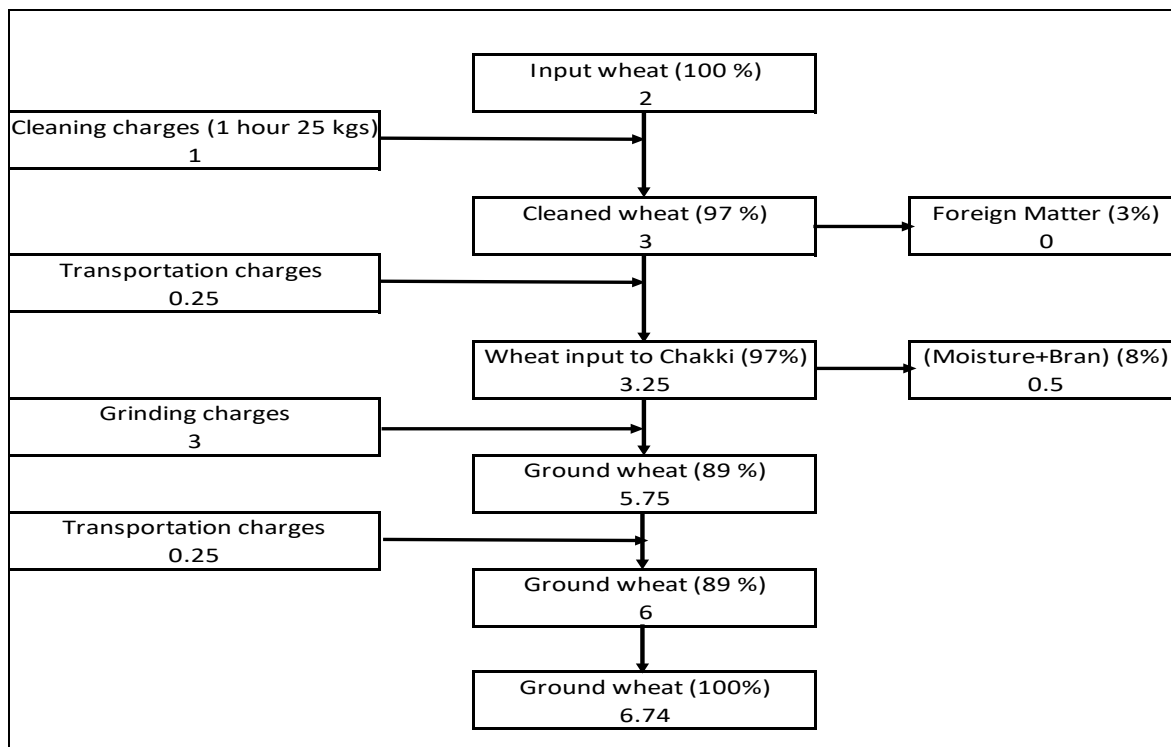 Input wheat (100 %)
2
Cleaning charges (1 hour 25 kgs)
1
Cleaned wheat (97 %)
3
Foreign Matter (3%)
0
Transportation charges
0.25
Wheat input to Chakki (97%)
3.25
(Moisture+Bran) (8%)
0.5
Grinding charges
3
Ground wheat (89 %)
5.75
Transportation charges
0.25
Ground wheat (89 %)
6
Ground wheat (100%)
6.74